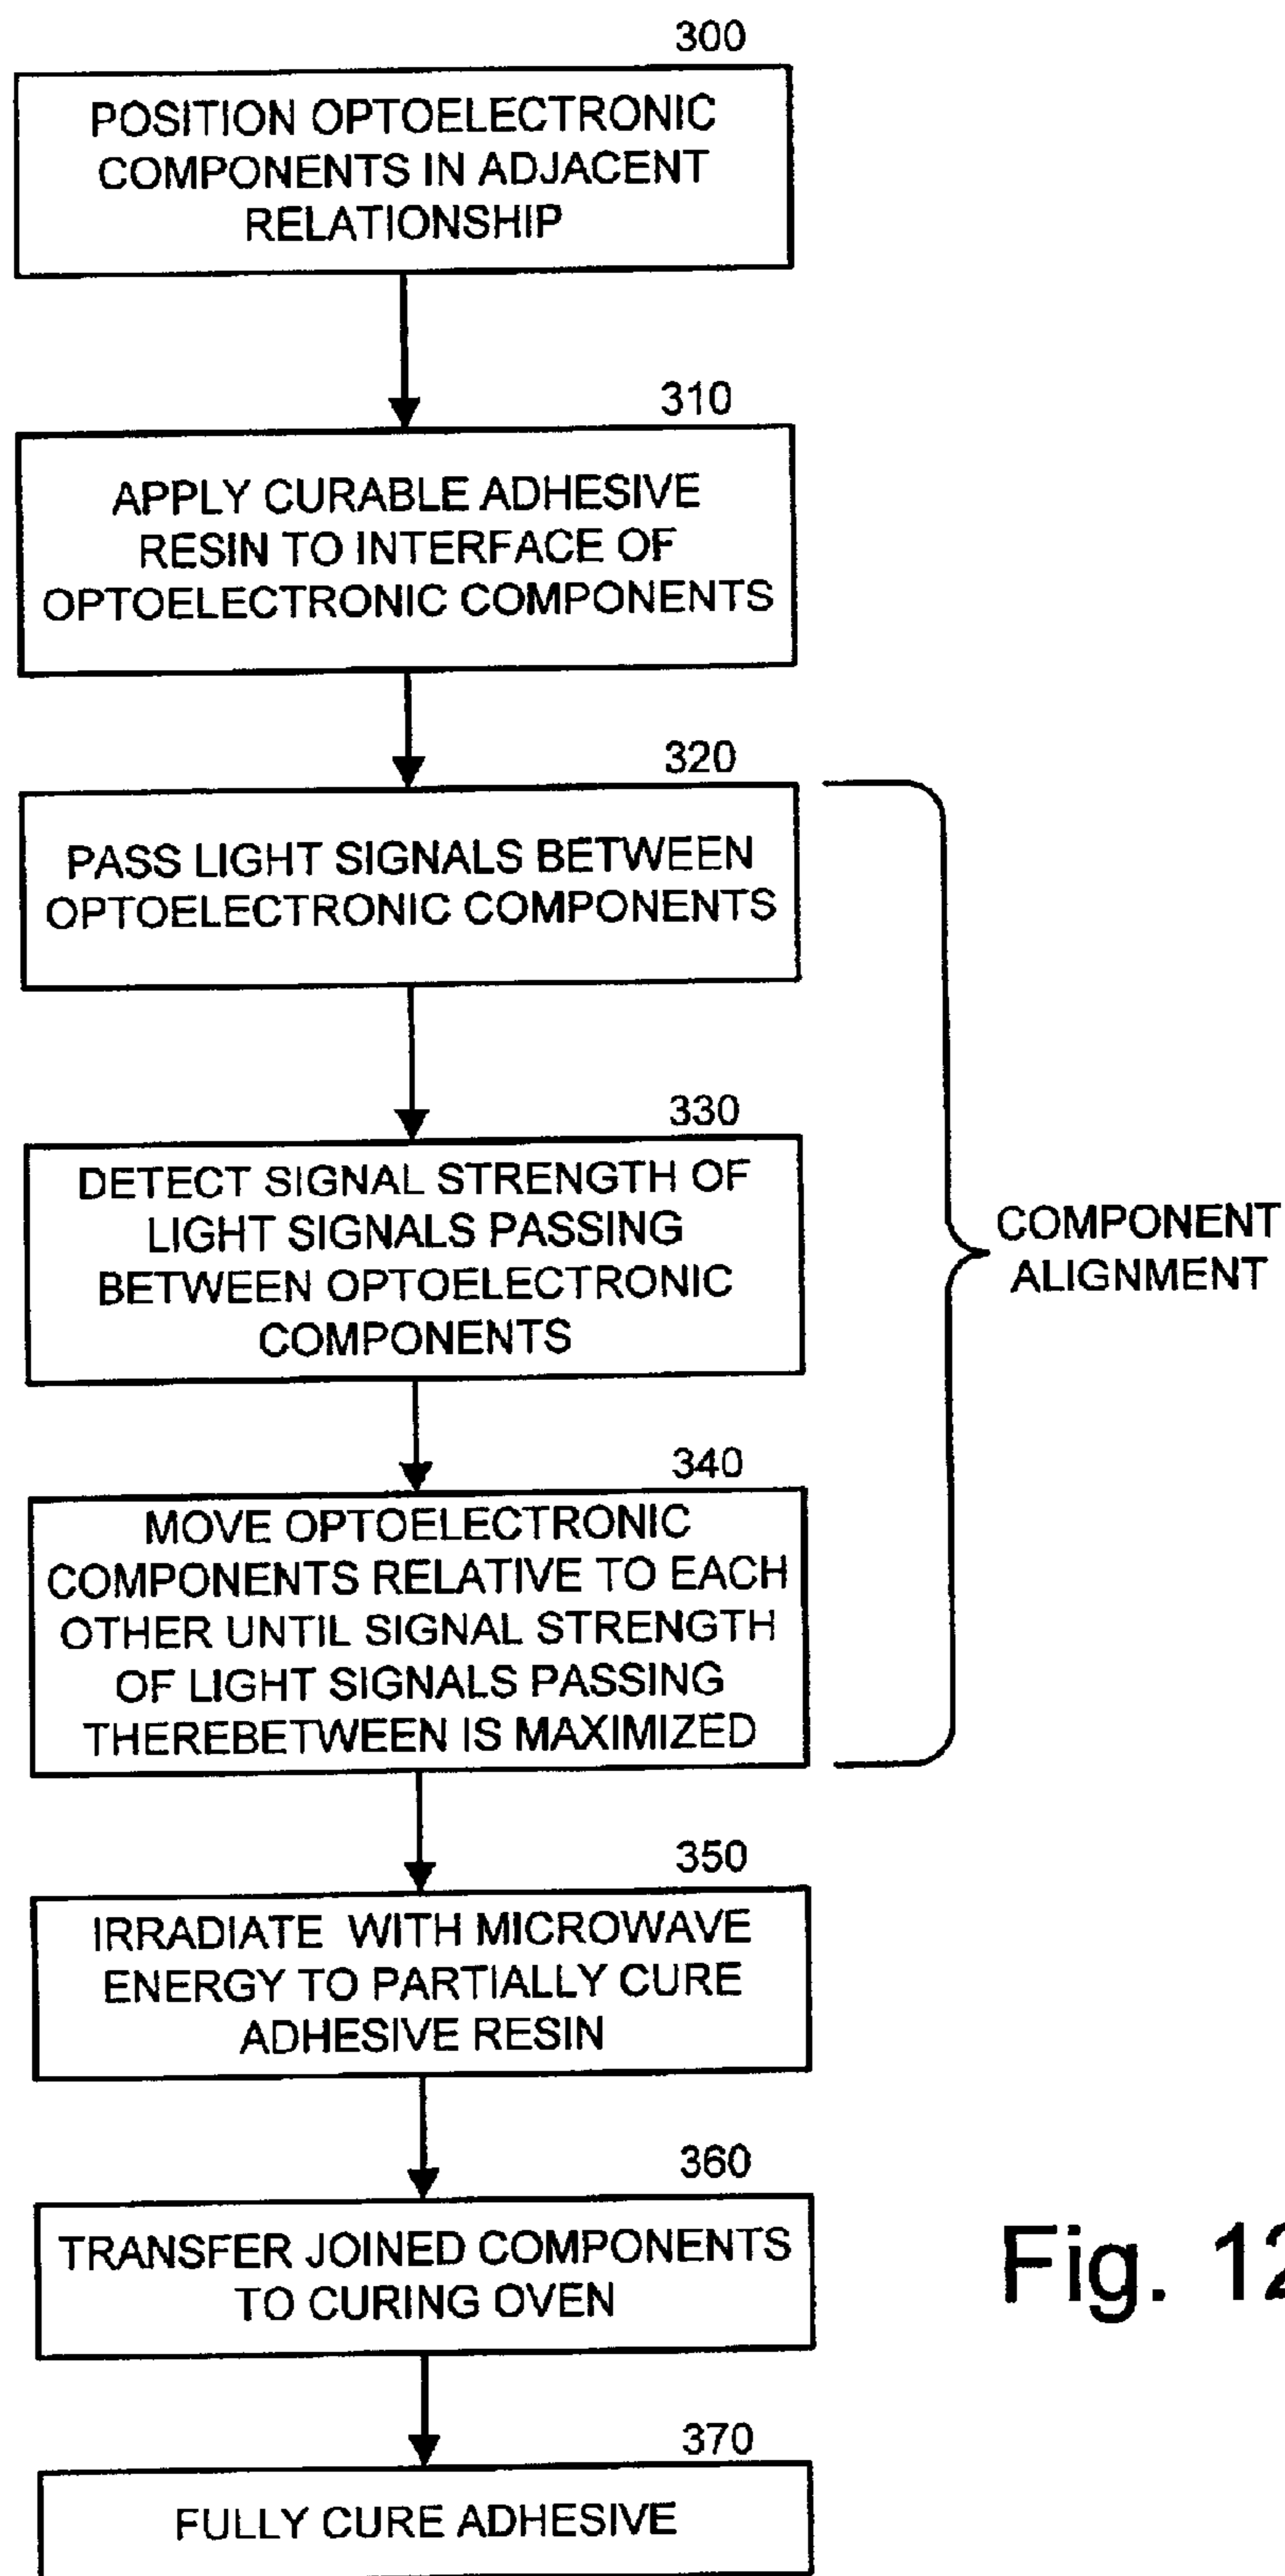 300
POSITION OPTOELECTRONIC
COMPONENTS IN ADJACENT
RELATIONSHIP
310
APPLY CURABLE ADHESIVE
RESIN TO INTERFACE OF
OPTOELECTRONIC COMPONENTS
320
PASS LIGHT SIGNALS BETWEEN
OPTOELECTRONIC COMPONENTS
330
DETECT SIGNAL STRENGTH OF
LIGHT SIGNALS PASSING
BETWEEN OPTOELECTRONIC
COMPONENTS
COMPONENT
ALIGNMENT
340
MOVE OPTOELECTRONIC
COMPONENTS RELATIVE TO EACH
OTHER UNTIL SIGNAL STRENGTH
OF LIGHT SIGNALS PASSING
THEREBETWEEN IS MAXIMIZED
350
IRRADIATE WITH MICROWAVE
ENERGY TO PARTIALLY CURE
ADHESIVE RESIN
360
TRANSFER JOINED COMPONENTS
TO CURING OVEN
Fig. 12
370
FULLY CURE ADHESIVE